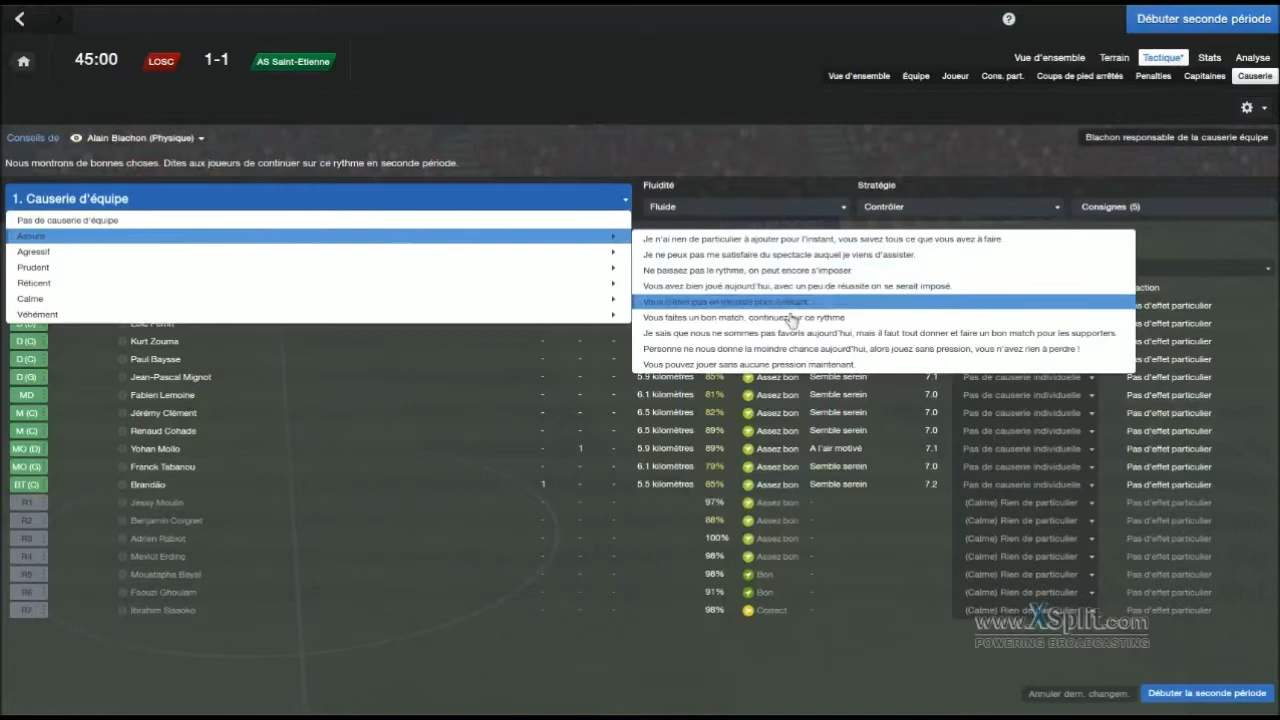 Débuter seconde période
45:00 LOSC 1-1 AS Saint-Etienne
Vue d'ensemble Terrain Tactique* Stats Analyse
Vue d'ensemble Équipe Joueur Cons. part. Coups de pied arrêtés Penalties Capitaines Causerie
Conseils de Alain Blachon (Physique)
Blachon responsable de la causerie équipe
Nous montrons de bonnes choses. Dites aux joueurs de continuer sur ce rythme en seconde période.
1. Causerie d'équipe
Fluidité Stratégie
Fluide Contrôler Consignes (5)
Pas de causerie d'équipe
Assuré
Agressif
Prudent
Réticent
Calme
Véhément
Je n'ai rien de particulier à ajouter pour l'instant, vous savez tous ce que vous avez à faire.
Je ne peux pas me satisfaire du spectacle auquel je viens d'assister.
Ne baissez pas le rythme, on peut encore s'imposer.
Vous avez bien joué aujourd'hui, avec un peu de réussite on se serait imposé.
Vous faites un bon match, continuez sur ce rythme
Je sais que nous ne sommes pas favoris aujourd'hui, mais il faut tout donner et faire un bon match pour les supporters.
Personne ne nous donne la moindre chance aujourd'hui, alors jouez sans pression, vous n'avez rien à perdre !
Vous pouvez jouer sans aucune pression maintenant.
Pas d'effet particulier
Pas d'effet particulier
D (C) Kurt Zouma Pas d'effet particulier
D (C) Paul Baysse Pas d'effet particulier
D (G) Jean-Pascal Mignot - - - 5.9 kilomètres 85% Assez bon Semble serein 7.1 Pas de causerie individuelle Pas d'effet particulier
MD Fabien Lemoine - - - 6.1 kilomètres 81% Assez bon Semble serein 7.0 Pas de causerie individuelle Pas d'effet particulier
M (C) Jérémy Clément - - - 6.5 kilomètres 82% Assez bon Semble serein 7.0 Pas de causerie individuelle Pas d'effet particulier
M (C) Renaud Cohade - - - 6.5 kilomètres 89% Assez bon Semble serein 7.0 Pas de causerie individuelle Pas d'effet particulier
MO (D) Yohan Mollo - 1 - 5.9 kilomètres 89% Assez bon A l'air motivé 7.1 Pas de causerie individuelle Pas d'effet particulier
MO (G) Franck Tabanou - - - 6.1 kilomètres 79% Assez bon Semble serein 7.0 Pas de causerie individuelle Pas d'effet particulier
BT (C) Brandão 1 - - 5.5 kilomètres 85% Assez bon Semble serein 7.2 Pas de causerie individuelle Pas d'effet particulier
R1 Jessy Moulin - - - 97% Assez bon - (Calme) Rien de particulier Pas d'effet particulier
R2 Benjamin Corgnet - - - 88% Assez bon - (Calme) Rien de particulier Pas d'effet particulier
R3 Adrien Rabiot - - - 100% Assez bon - (Calme) Rien de particulier Pas d'effet particulier
R4 Mevlüt Erdinç - - - 98% Assez bon - (Calme) Rien de particulier Pas d'effet particulier
R5 Moustapha Bayal - - - 98% Bon - (Calme) Rien de particulier Pas d'effet particulier
R6 Faouzi Ghoulam - - - 91% Bon - (Calme) Rien de particulier Pas d'effet particulier
R7 Ibrahim Sissoko - - - 98% Correct - (Calme) Rien de particulier Pas d'effet particulier
www.XSplit.com
POWERING BROADCASTING
Annuler dern. changem. Débuter la seconde période